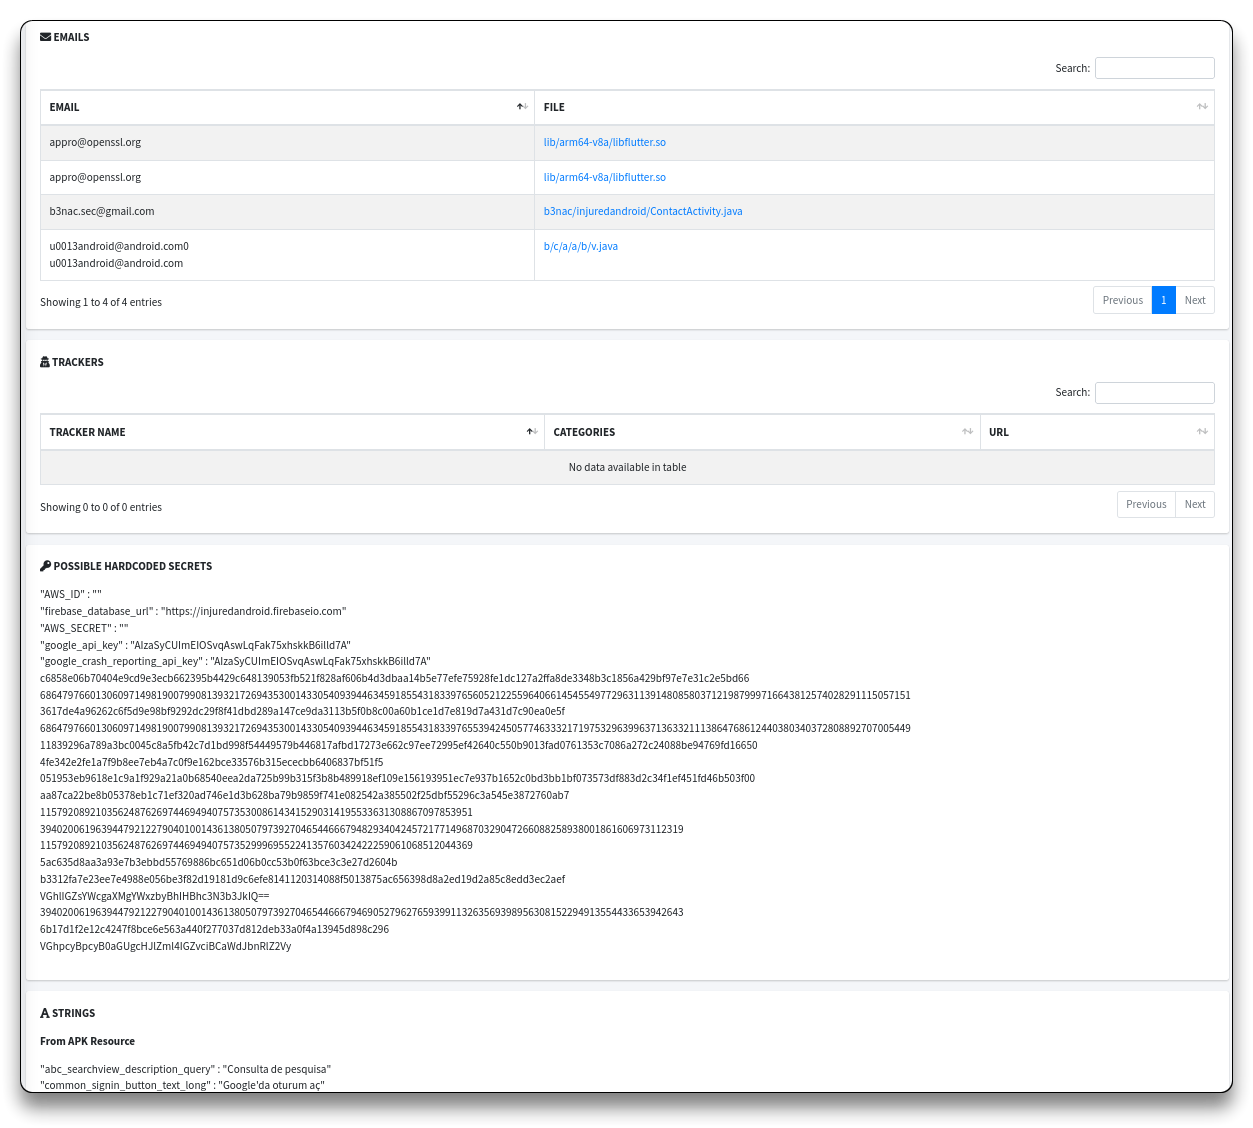 EMAILS
Search:
EMAIL FILE
appro@openssl.org lib/arm64-v8a/libflutter.so
appro@openssl.org lib/arm64-v8a/libflutter.so
b3nac.sec@gmail.com b3nac/injuredandroid/ContactActivity.java
u0013android@android.com0 b/c/a/a/b/v.java
u0013android@android.com
Showing 1 to 4 of 4 entries Previous 1 Next
TRACKERS
Search:
TRACKER NAME CATEGORIES URL
No data available in table
Showing 0 to 0 of 0 entries Previous Next
POSSIBLE HARDCODED SECRETS
"AWS_ID" : ""
"firebase_database_url" : "https://injuredandroid.firebaseio.com"
"AWS_SECRET" : ""
"google_api_key" : "AIzaSyCUImEIOSvqAswLqFak75xhskkB6illd7A"
"google_crash_reporting_api_key" : "AIzaSyCUImEIOSvqAswLqFak75xhskkB6illd7A"
c6858e06b70404e9cd9e3ecb662395b4429c648139053fb521f828af606b4d3dbaa14b5e77efe75928fe1dc127a2ffa8de3348b3c1856a429bf97e7e31c2e5bd66
6864797660130609714981900799081393217269435300143305409394463459185543183397656052122559640661454554977296311391480858037121987999716643812574028291115057151
3617de4a96262c6f5d9e98bf9292dc29f8f41dbd289a147ce9da3113b5f0b8c00a60b1ce1d7e819d7a431d7c90ea0e5f
6864797660130609714981900799081393217269435300143305409394463459185543183397655394245057746333217197532963996371363321113864768612440380340372808892707005449
11839296a789a3bc0045c8a5fb42c7d1bd998f54449579b446817afbd17273e662c97ee72995ef42640c550b9013fad0761353c7086a272c24088be94769fd16650
4fe342e2fe1a7f9b8ee7eb4a7c0f9e162bce33576b315ececbb6406837bf51f5
051953eb9618e1c9a1f929a21a0b68540eea2da725b99b315f3b8b489918ef109e156193951ec7e937b1652c0bd3bb1bf073573df883d2c34f1ef451fd46b503f00
aa87ca22be8b05378eb1c71ef320ad746e1d3b628ba79b9859f741e082542a385502f25dbf55296c3a545e3872760ab7
115792089210356248762697446949407573530086143415290314195533631308867097853951
39402006196394479212279040100143613805079739270465446667948293404245721771496870329047266088258938001861606973112319
115792089210356248762697446949407573529996955224135760342422259061068512044369
5ac635d8aa3a93e7b3ebbd55769886bc651d06b0cc53b0f63bce3c3e27d2604b
b3312fa7e23ee7e4988e056be3f82d19181d9c6efe8141120314088f5013875ac656398d8a2ed19d2a85c8edd3ec2aef
VGhlIGZsYWcgaXMgYWxzbyBhIHBhc3N3b3JkIQ==
39402006196394479212279040100143613805079739270465446667946905279627659399113263569398956308152294913554433653942643
6b17d1f2e12c4247f8bce6e563a440f277037d812deb33a0f4a13945d898c296
VGhpcyBpcyB0aGUgcHJlZml4IGZvciBCaWdJbnRlZ2Vy
STRINGS
From APK Resource
"abc_searchview_description_query" : "Consulta de pesquisa"
"common_signin_button_text_long" : "Google'da oturum aç"